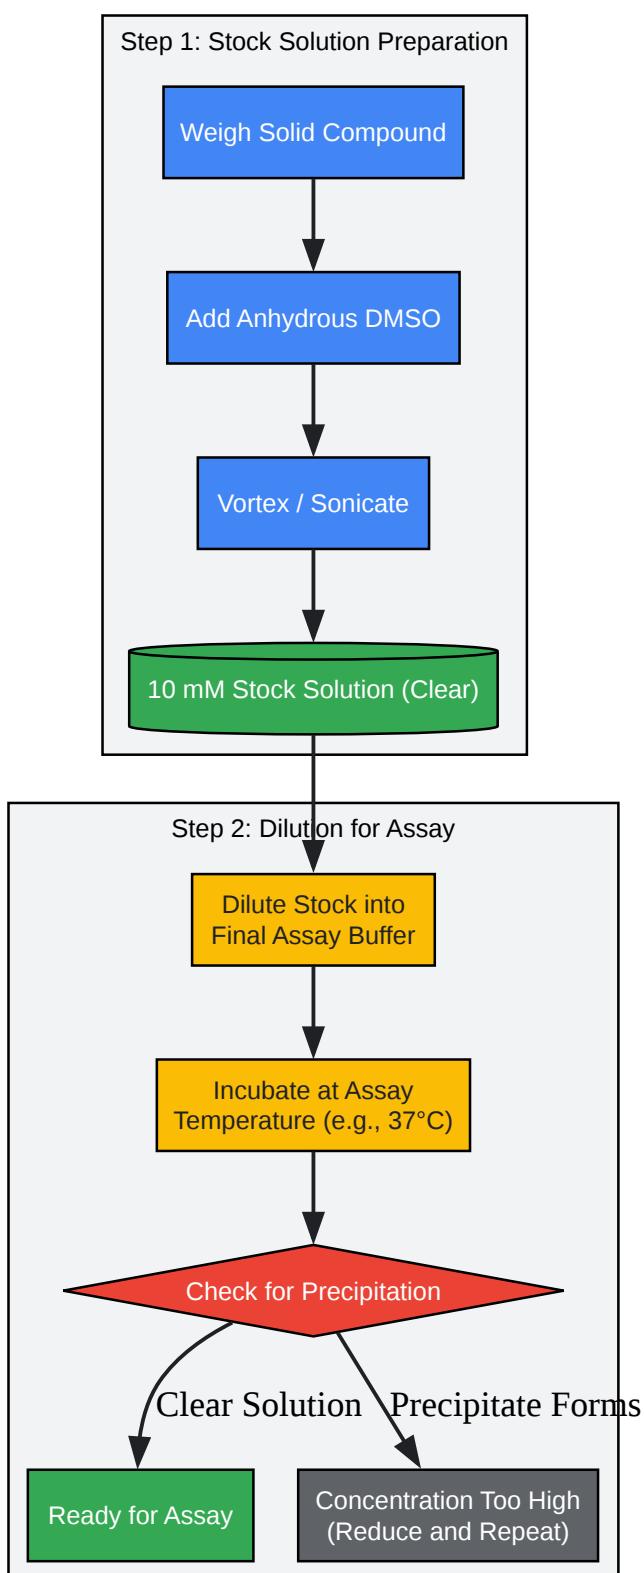 Step 1: Stock Solution Preparation
Weigh Solid Compound
Add Anhydrous DMSO
Vortex / Sonicate
10 mM Stock Solution (Clear)
Step 2: Dilution for Assay
Dilute Stock into
Final Assay Buffer
Incubate at Assay
Temperature (e.g., 37°C)
Check for Precipitation
Clear Solution
Precipitate Forms
Ready for Assay
Concentration Too High
(Reduce and Repeat)